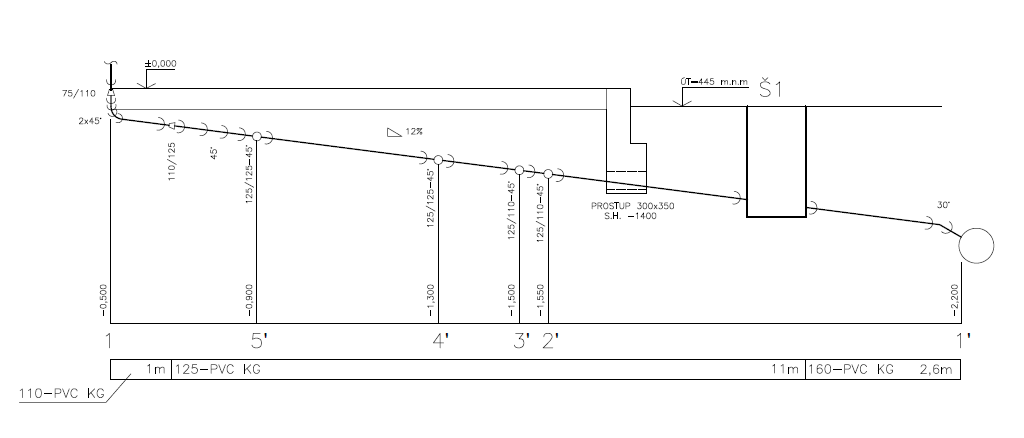 ±0,000
ÚT-445 m.n.m
Š1
75/110
2x45°
12%
110/125
45°
125/125-45°
125/125-45°
125/110-45°
125/110-45°
PROSTUP 300x350
S.H. -1400
30°
-0,500
-0,900
-1,300
-1,500
-1,550
-2,200
1
5'
4'
3'
2'
1'
1m
125-PVC KG
11m
160-PVC KG
2,6m
110-PVC KG